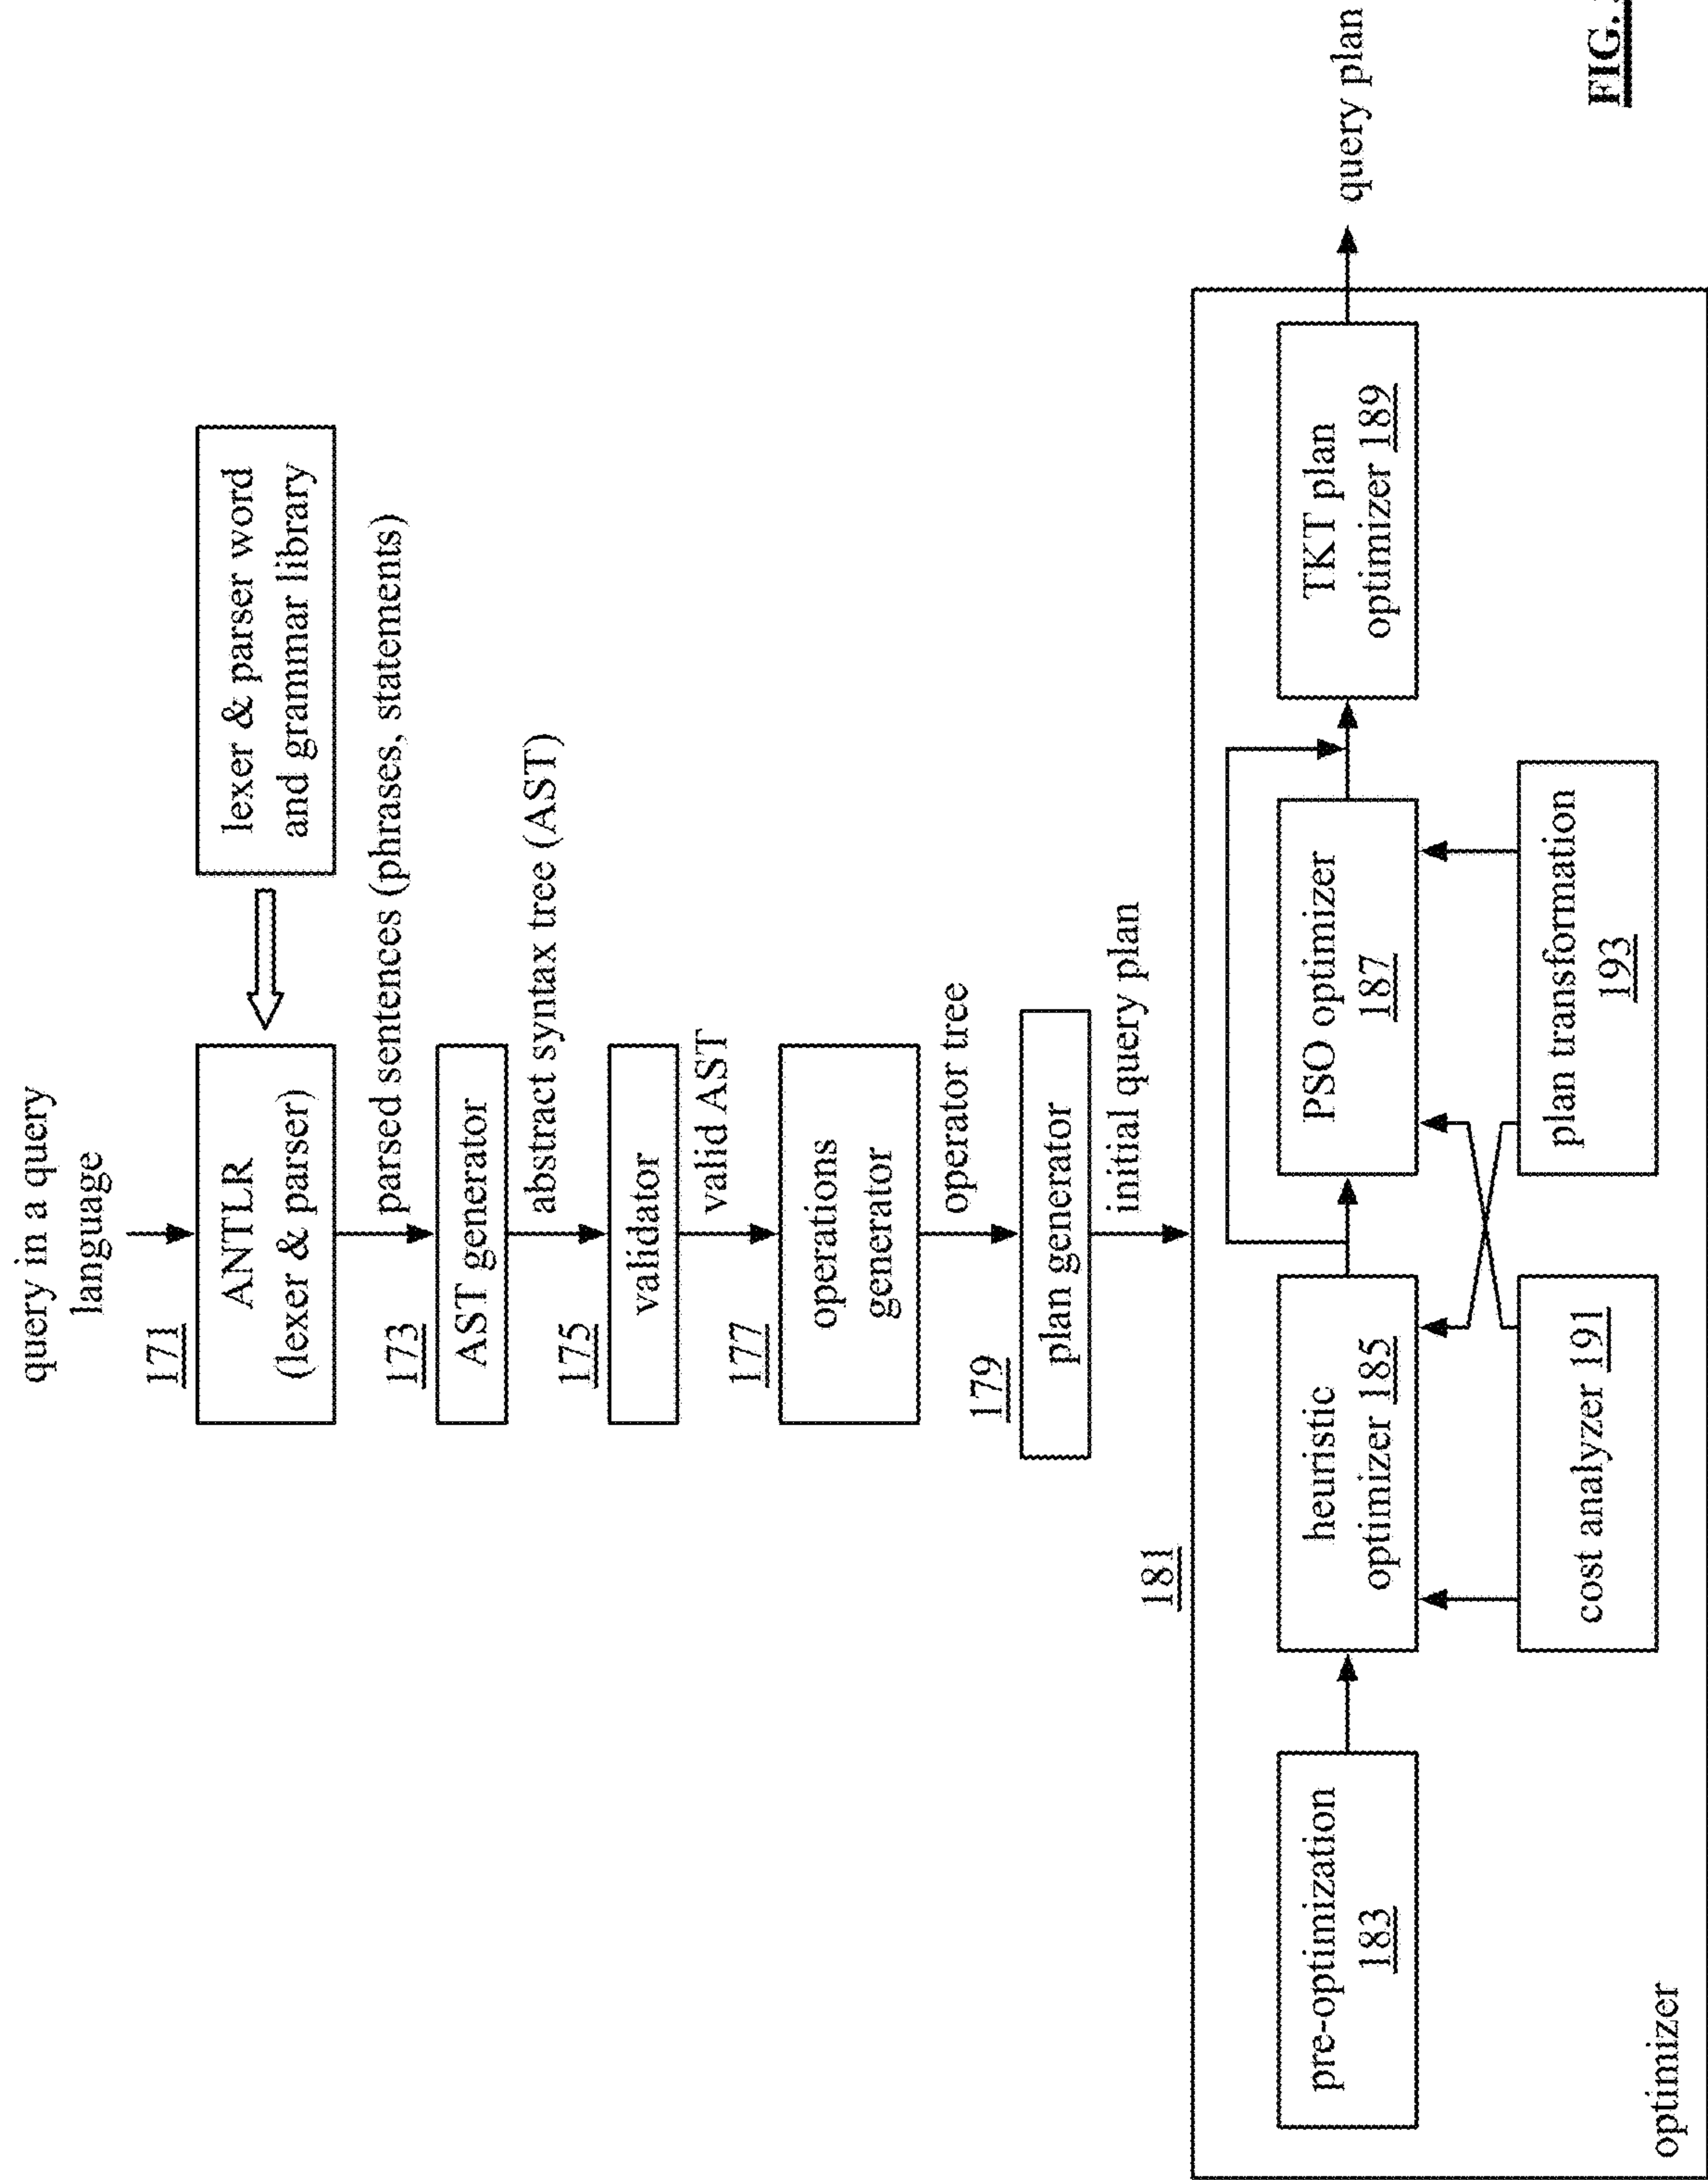 query in a query
language
171
ANTLR
(lexer & parser)
lexer & parser word
and grammar library
parsed sentences (phrases, statements)
173
AST generator
abstract syntax tree (AST)
175
validator
valid AST
177
operations
generator
operator tree
179
plan generator
initial query plan
181
pre-optimization
183
heuristic
optimizer 185
PSO optimizer
187
TKT plan
optimizer 189
query plan
cost analyzer 191
plan transformation
193
optimizer
FIG.